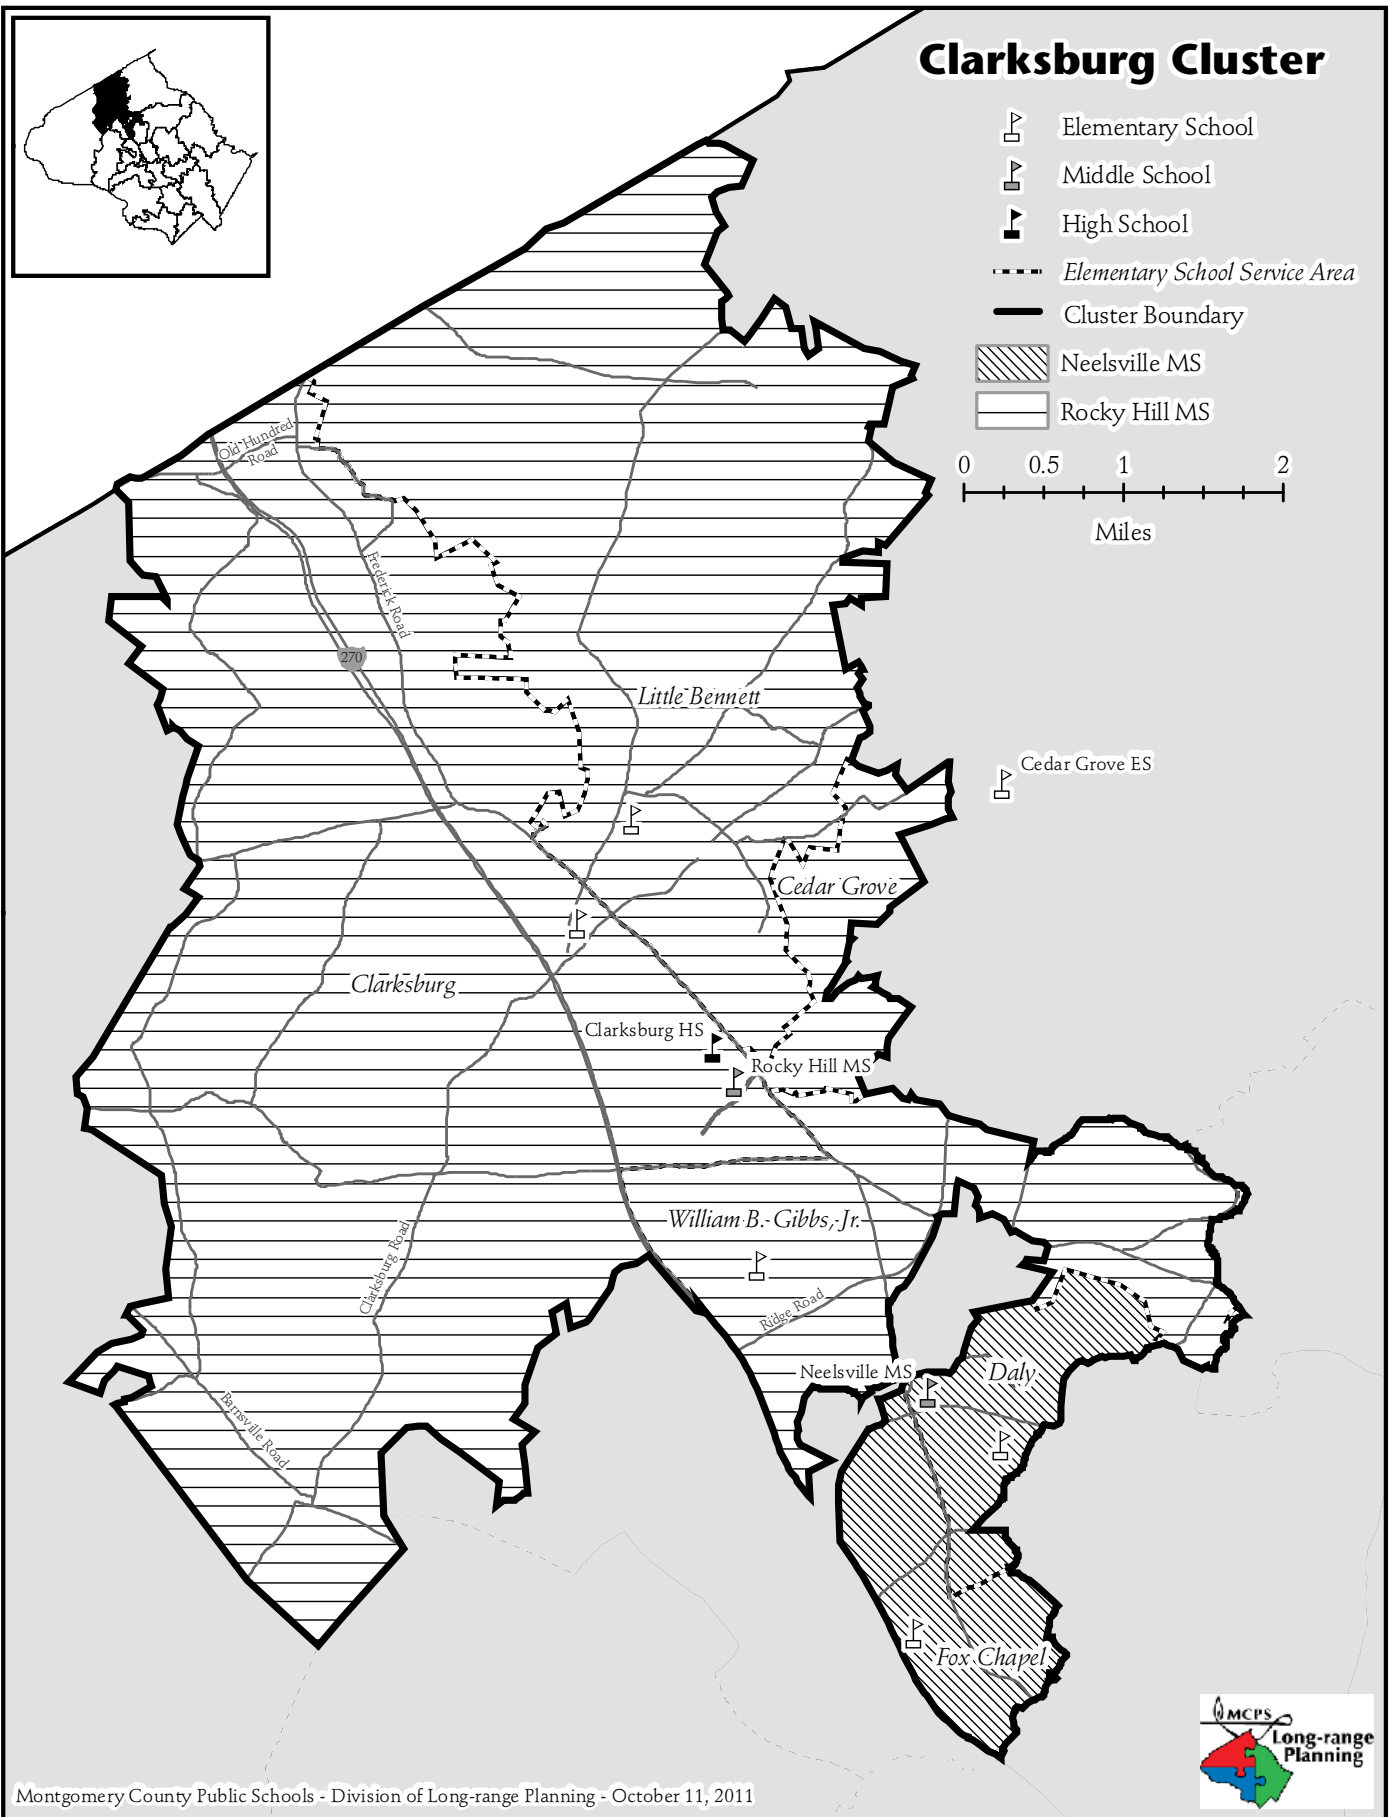 Clarksburg Cluster
Elementary School
Middle School
High School
Elementary School Service Area
Cluster Boundary
Neelsville MS
Rocky Hill MS
0 0.5 1 2
Miles
Old Hundred
Road
Frederick Road
270
Little Bennett
Cedar Grove ES
Cedar Grove
Clarksburg
Clarksburg HS
Rocky Hill MS
William B. Gibbs, Jr.
Clarksburg Road
Ridge Road
Neelsville MS
Daly
Barnsville Road
Fox Chapel
MCPS
Long-range
Planning
Montgomery County Public Schools - Division of Long-range Planning - October 11, 2011